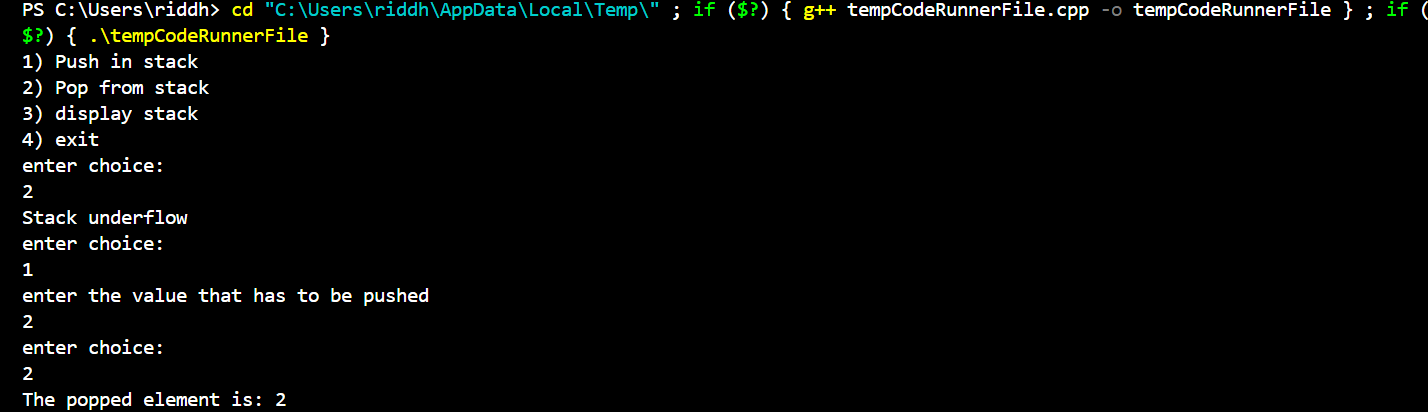 PS C:\Users\riddh> cd "C:\Users\riddh\AppData\Local\Temp\" ; if ($?) { g++ tempCodeRunnerFile.cpp -o tempCodeRunnerFile } ; if (
$?) { .\tempCodeRunnerFile }
1) Push in stack
2) Pop from stack
3) display stack
4) exit
enter choice:
2
Stack underflow
enter choice:
1
enter the value that has to be pushed
2
enter choice:
2
The popped element is: 2